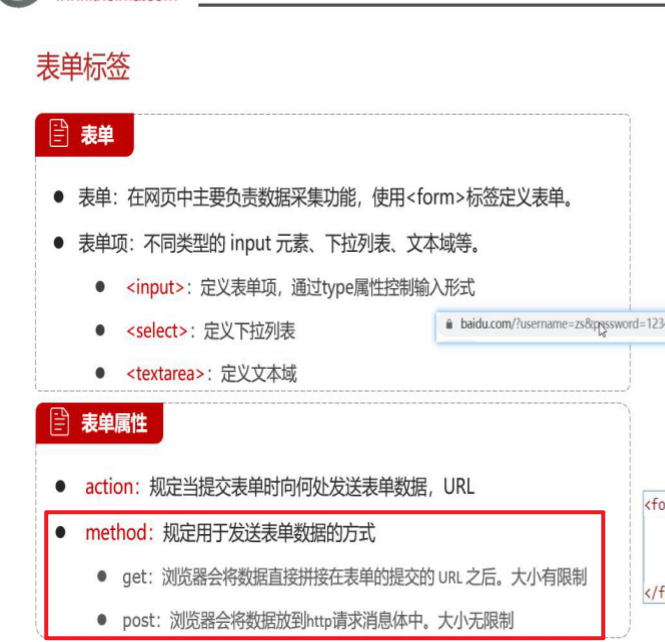 表单标签
表单
表单：在网页中主要负责数据采集功能，使用<form>标签定义表单。
表单项：不同类型的 input 元素、下拉列表、文本域等。
<input>：定义表单项，通过type属性控制输入形式
<select>：定义下拉列表
baidu.com/?username=zs&password=123
<textarea>：定义文本域
表单属性
action：规定当提交表单时向何处发送表单数据，URL
method：规定用于发送表单数据的方式
get：浏览器会将数据直接拼接在表单的提交的 URL 之后。大小有限制
post：浏览器会将数据放到http请求消息体中。大小无限制
<fo
</f